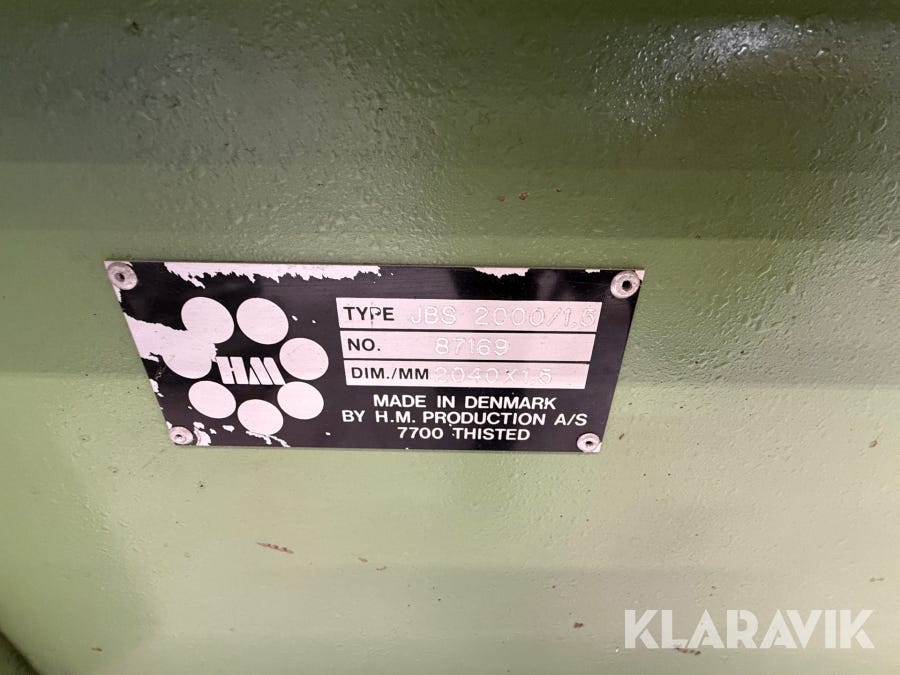 HM
TYPE JBS 2000/1,5
NO. 87169
DIM./MM 2040X1,5
MADE IN DENMARK
BY H.M. PRODUCTION A/S
7700 THISTED
KLARAVIK